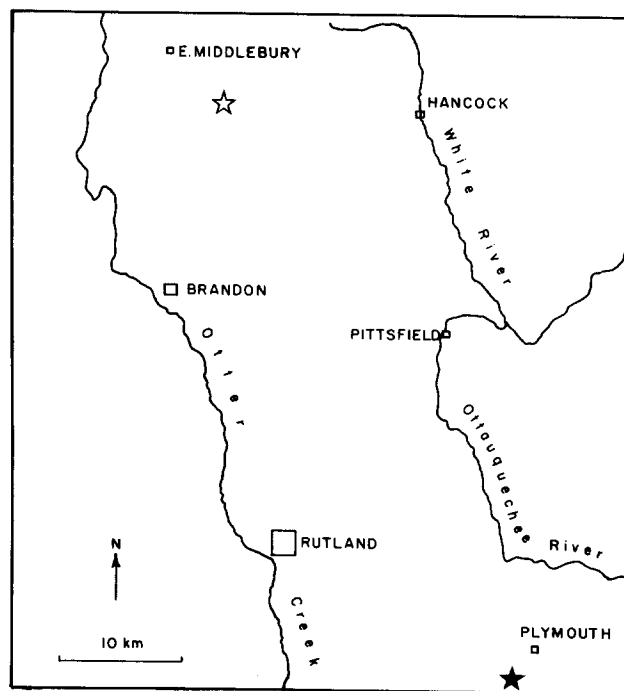 E. MIDDLEBURY
HANCOCK
White River
BRANDON
PITTSFIELD
Otter Creek
Ottauquechee River
RUTLAND
N
10 km
PLYMOUTH